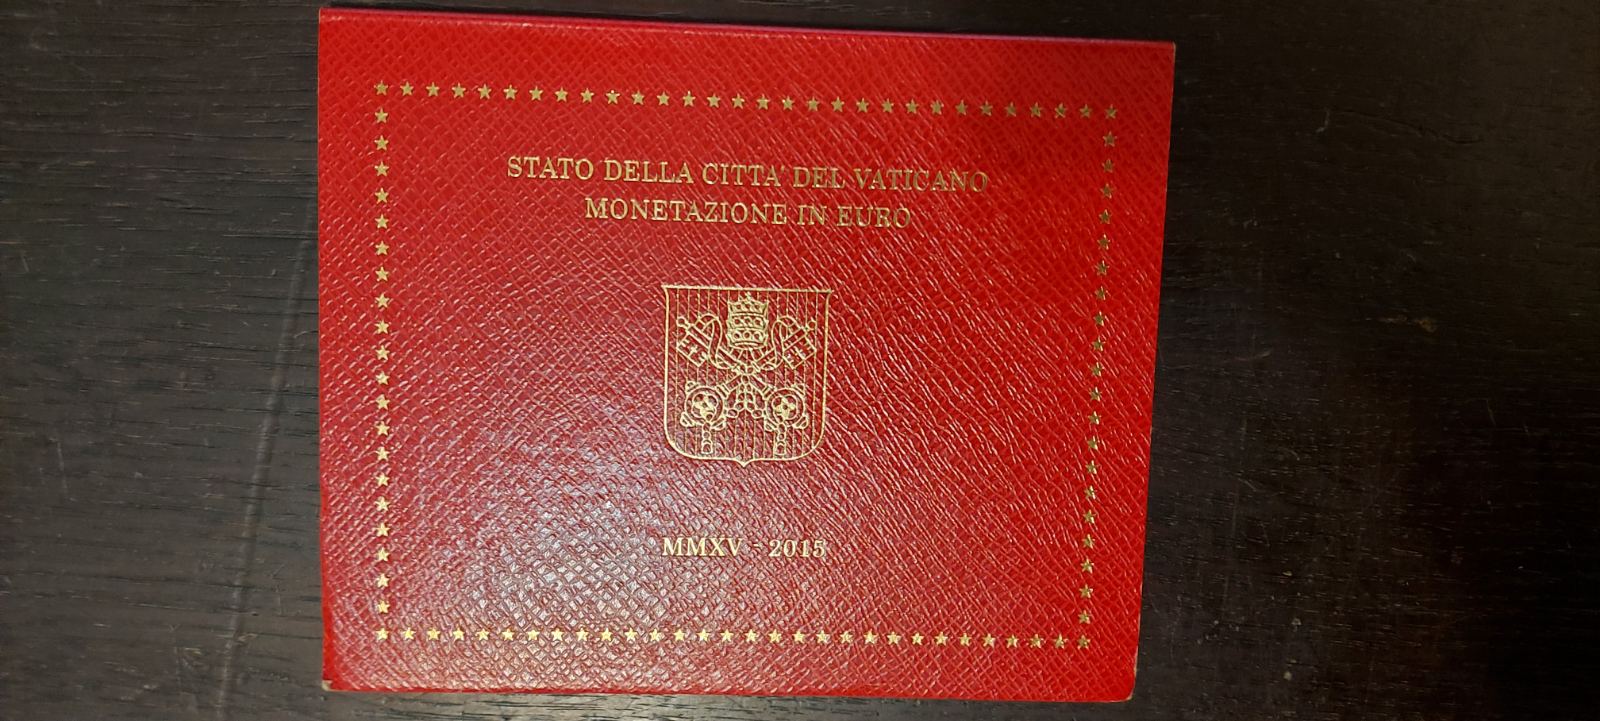 STATO DELLA CITTA' DEL VATICANO
MONETAZIONE IN EURO
MMXV - 2015